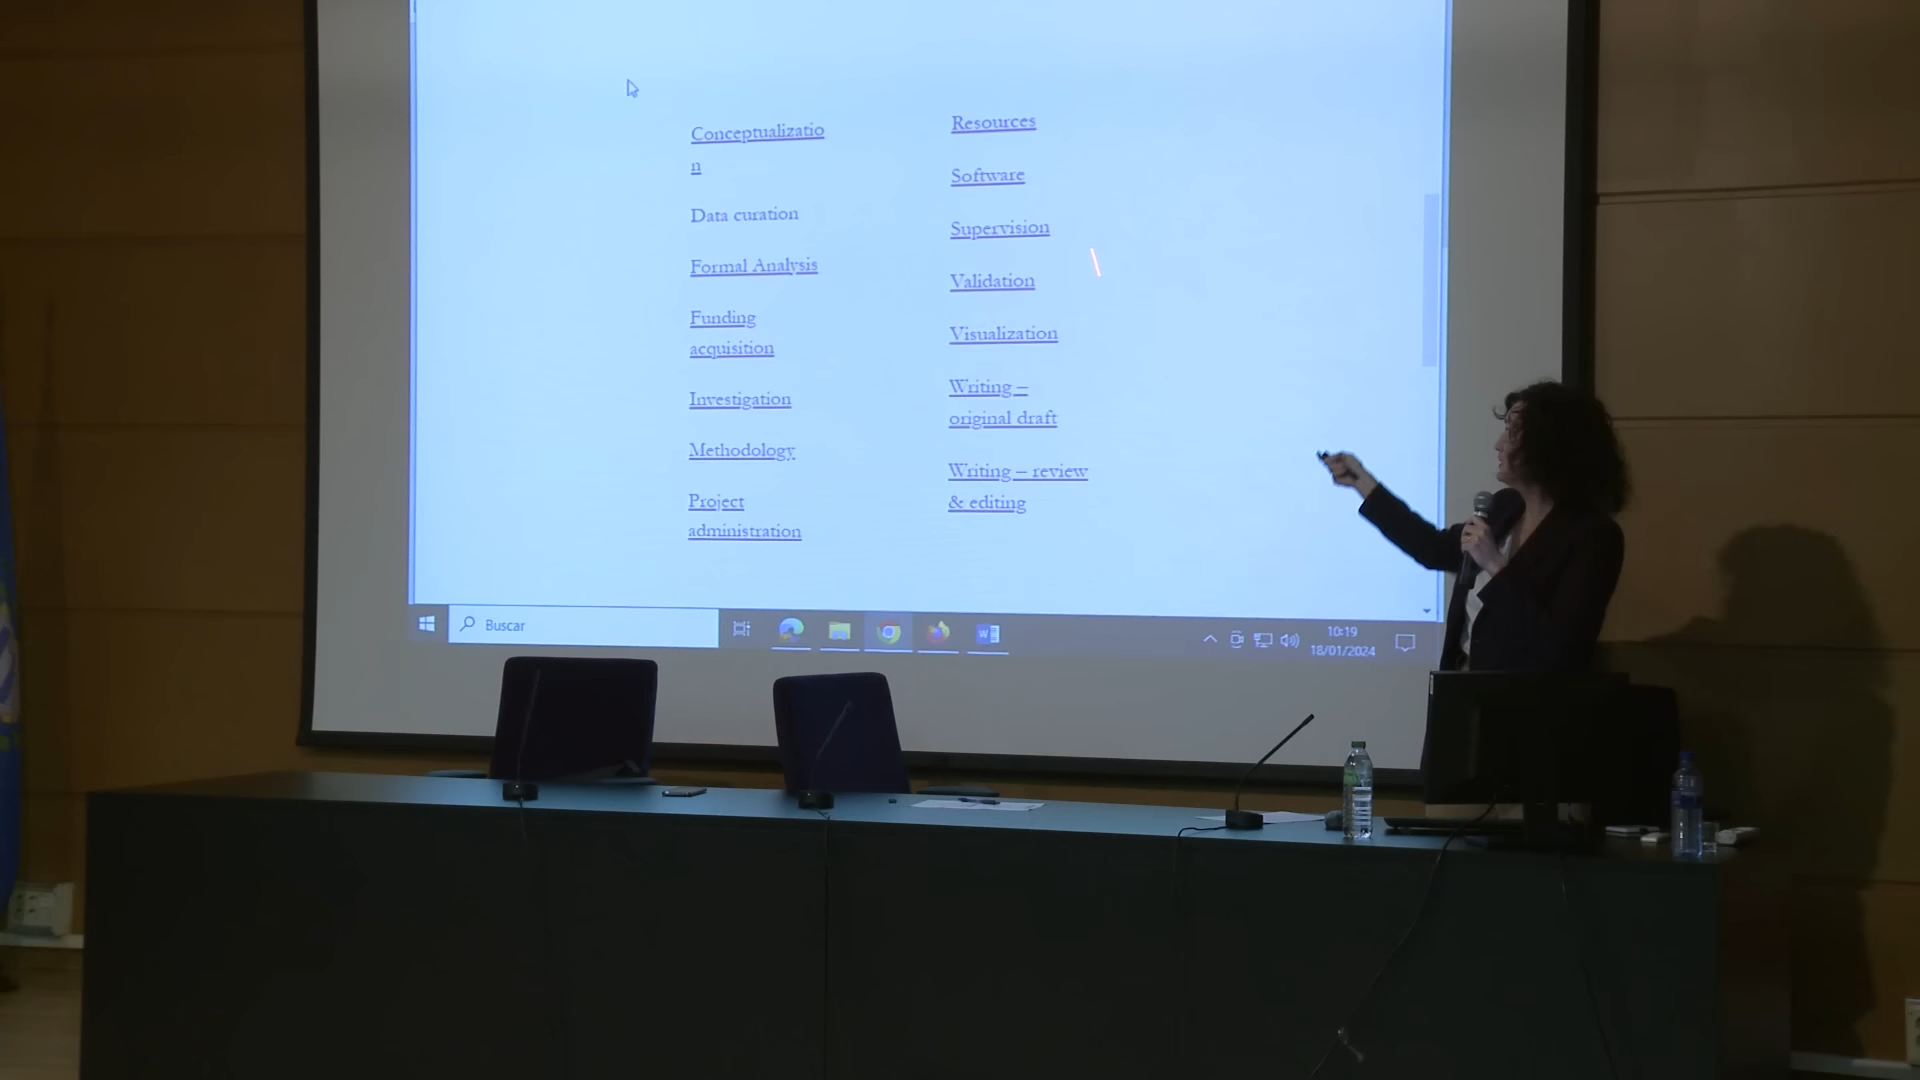 Conceptualizatio
n
Data curation
Formal Analysis
Funding
acquisition
Investigation
Methodology
Project
administration
Resources
Software
Supervision
Validation
Visualization
Writing –
original draft
Writing – review
& editing
Buscar
10:19
18/01/2024